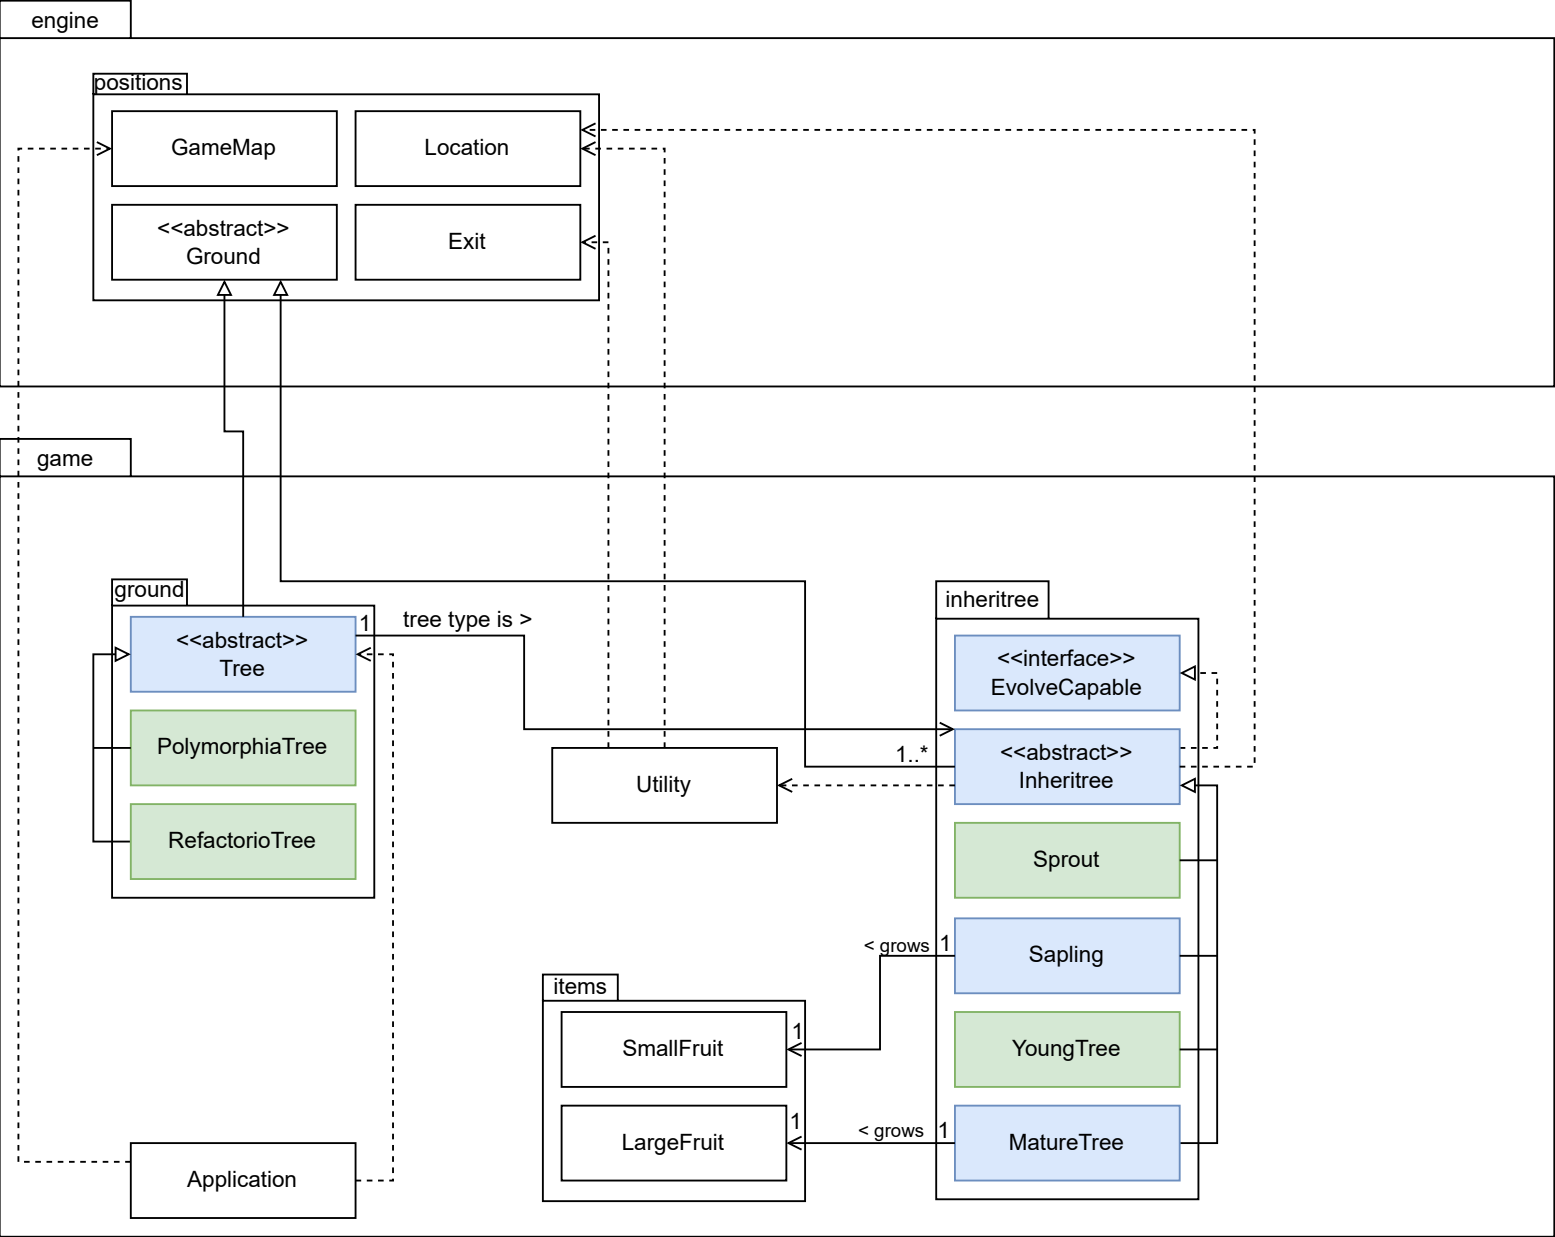 engine
positions
GameMap
Location
<<abstract>>
Ground
Exit
game
ground
<<abstract>>
Tree
1
tree type is >
PolymorphiaTree
RefactorioTree
Utility
inheritree
<<interface>>
EvolveCapable
1..*
<<abstract>>
Inheritree
Sprout
< grows
1
Sapling
items
SmallFruit
1
YoungTree
LargeFruit
1
< grows
1
MatureTree
Application